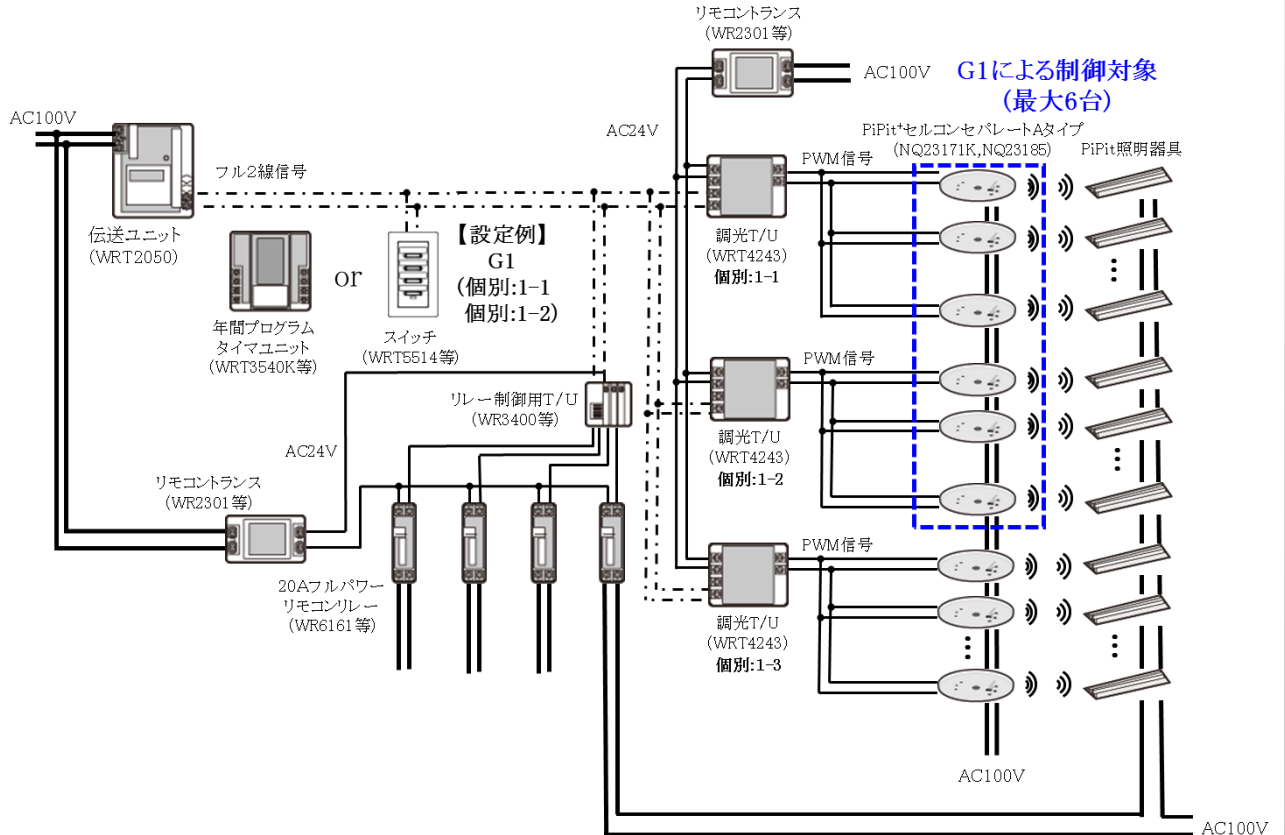 リモコントランス
(WR2301等)
AC100V
G1による制御対象
(最大6台)
AC100V
AC24V
PiPit⁺セルコンセパレートAタイプ
(NQ23171K,NQ23185)
PiPit照明器具
PWM信号
フル2線信号
伝送ユニット
(WRT2050)
【設定例】
G1
(個別:1-1
個別:1-2)
調光T/U
(WRT4243)
個別:1-1
or
年間プログラム
タイマユニット
(WRT3540K等)
スイッチ
(WRT5514等)
PWM信号
リレー制御用T/U
(WR3400等)
調光T/U
(WRT4243)
個別:1-2
AC24V
リモコントランス
(WR2301等)
PWM信号
20Aフルパワー
リモコンリレー
(WR6161等)
調光T/U
(WRT4243)
個別:1-3
AC100V
AC100V